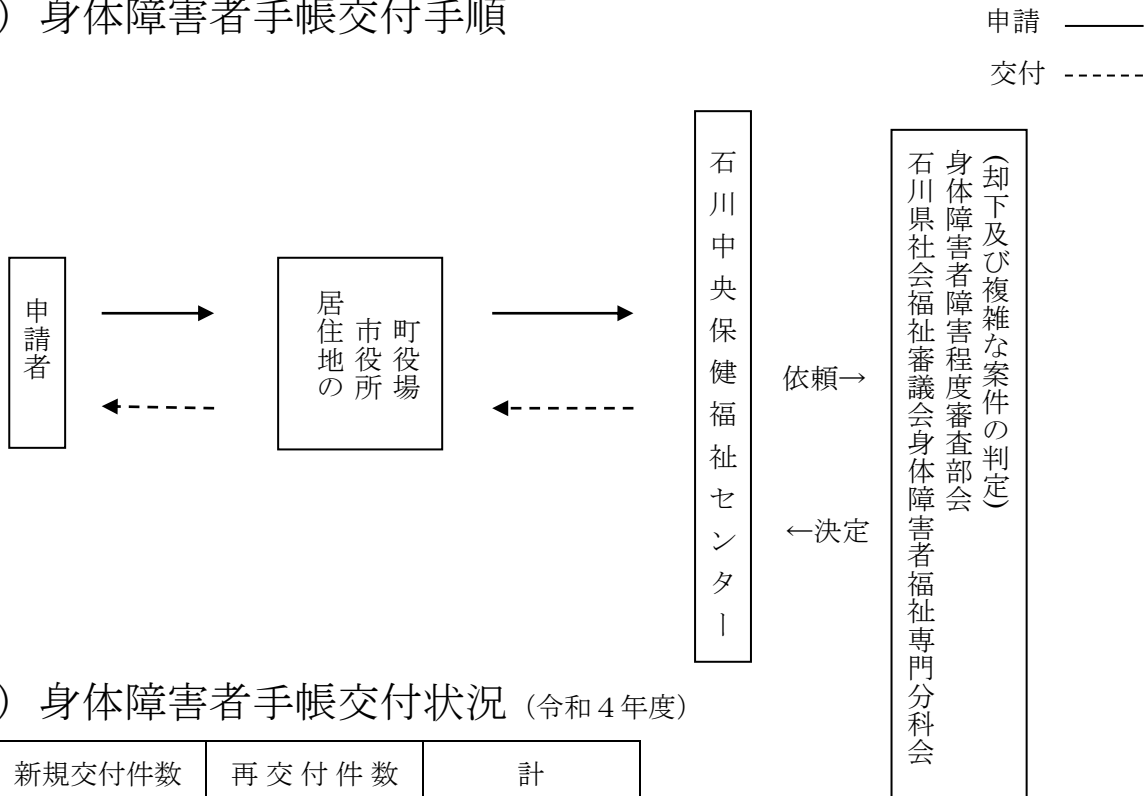 ) 身体障害者手帳交付手順
申請
交付
申請者
居住地の
市役所
町役場
石川中央保健福祉センター
依頼→
←決定
(却下及び複雑な案件の判定)
身体障害者障害程度審査部会
石川県社会福祉審議会身体障害者福祉専門分科会
) 身体障害者手帳交付状況（令和４年度）
新規交付件数 再交付件数 計